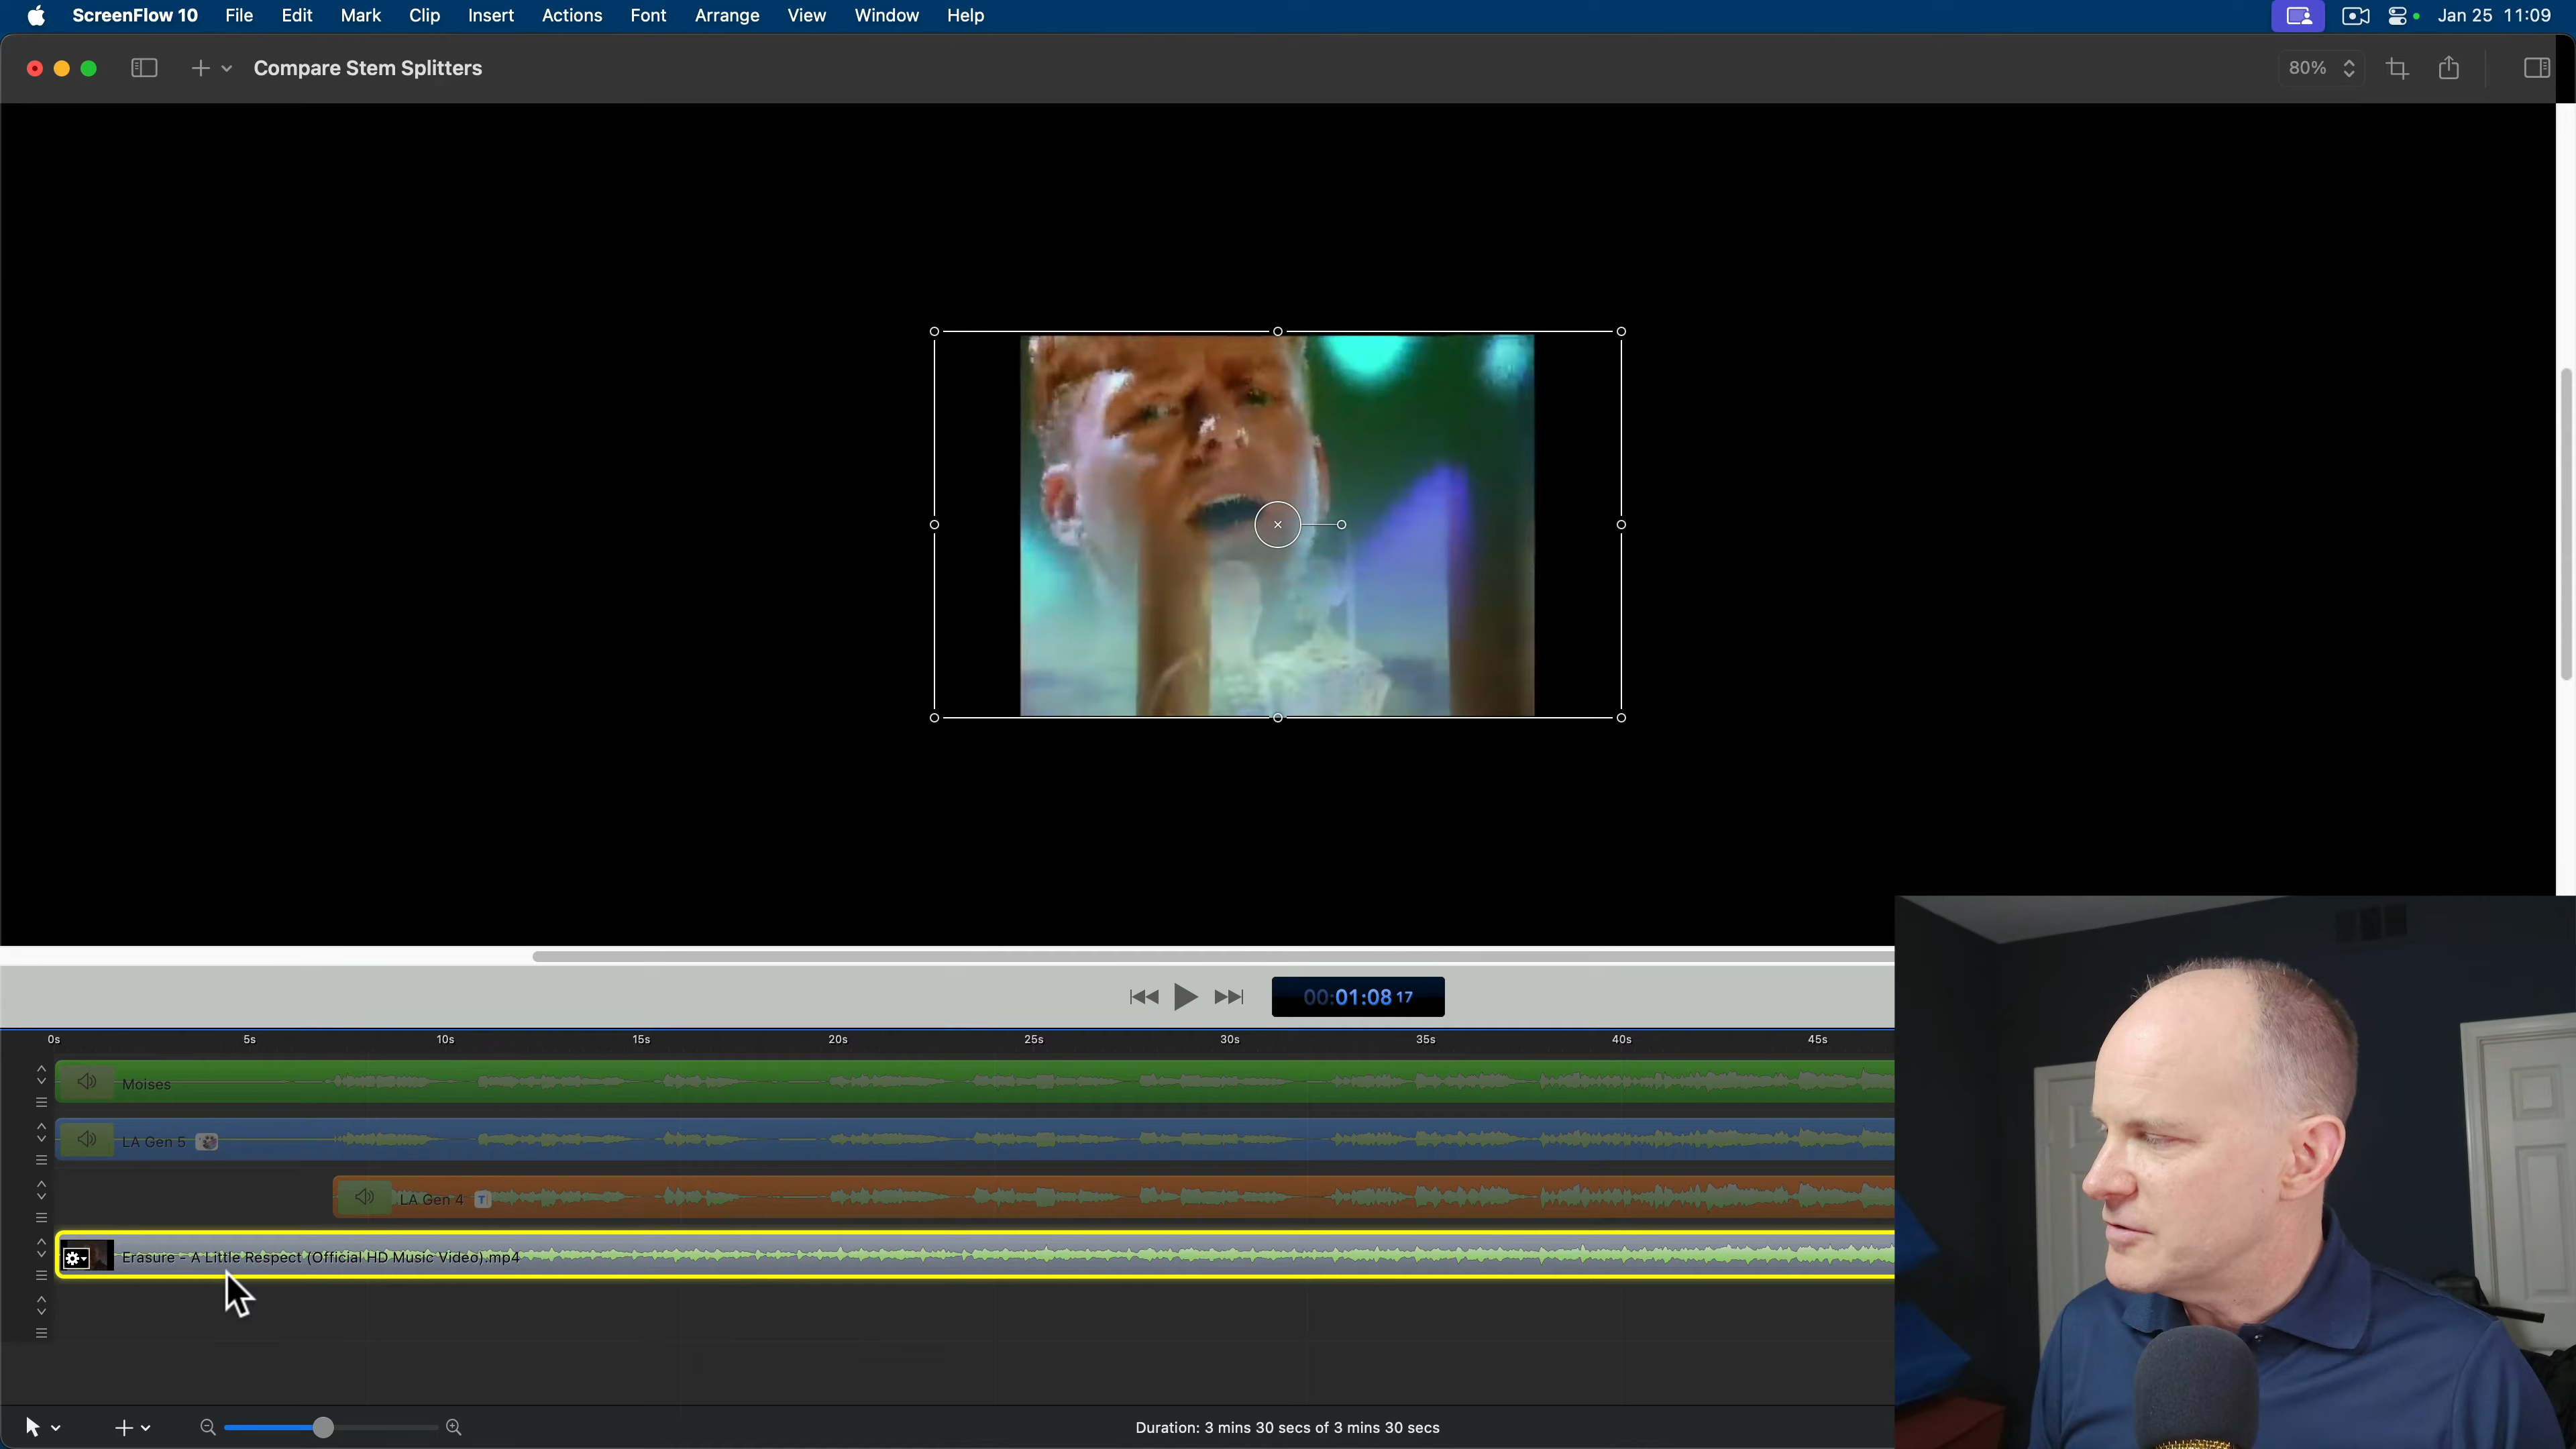 ScreenFlow 10 File Edit Mark Clip Insert Actions Font Arrange View Window Help Jan 25 11:09
Compare Stem Splitters 80%
00:01:08 17
0s 5s 10s 15s 20s 25s 30s 35s 40s 45s
Moises
LA Gen 5
LA Gen 4 T
Erasure - A Little Respect (Official HD Music Video).mp4
Duration: 3 mins 30 secs of 3 mins 30 secs